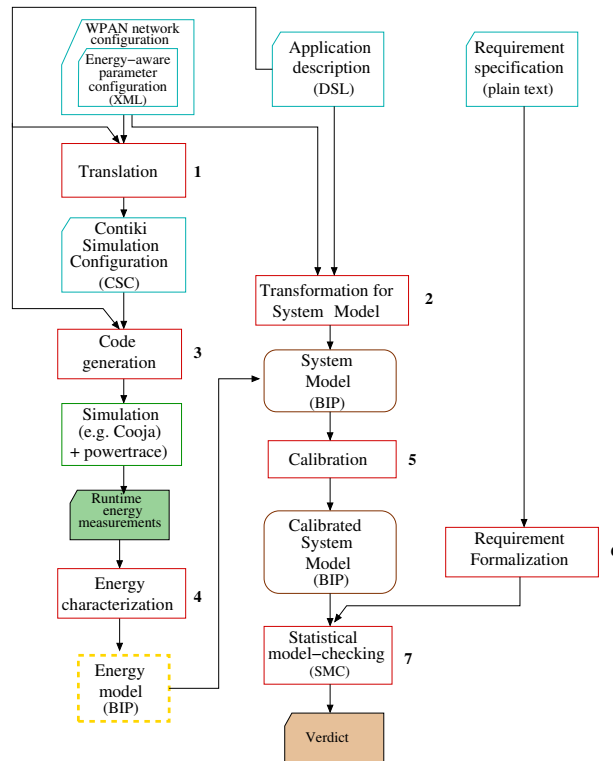 WPAN network
configuration
Energy−aware
parameter
configuration
(XML)
Application
description
(DSL)
Requirement
specification
(plain text)
Translation
1
Contiki
Simulation
Configuration
(CSC)
Transformation for
System Model
2
Code
generation
3
System
Model
(BIP)
Simulation
(e.g. Cooja)
+ powertrace)
Calibration
5
Runtime
energy
measurements
Calibrated
System
Model
(BIP)
Requirement
Formalization
6
Energy
characterization
4
Statistical
model−checking
(SMC)
7
Energy
model
(BIP)
Verdict